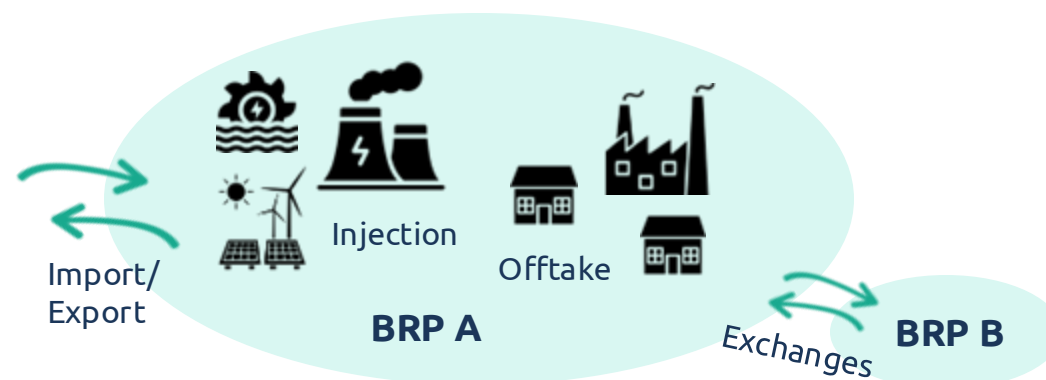 Injection
Offtake
Import/
Export
BRP A
Exchanges
BRP B